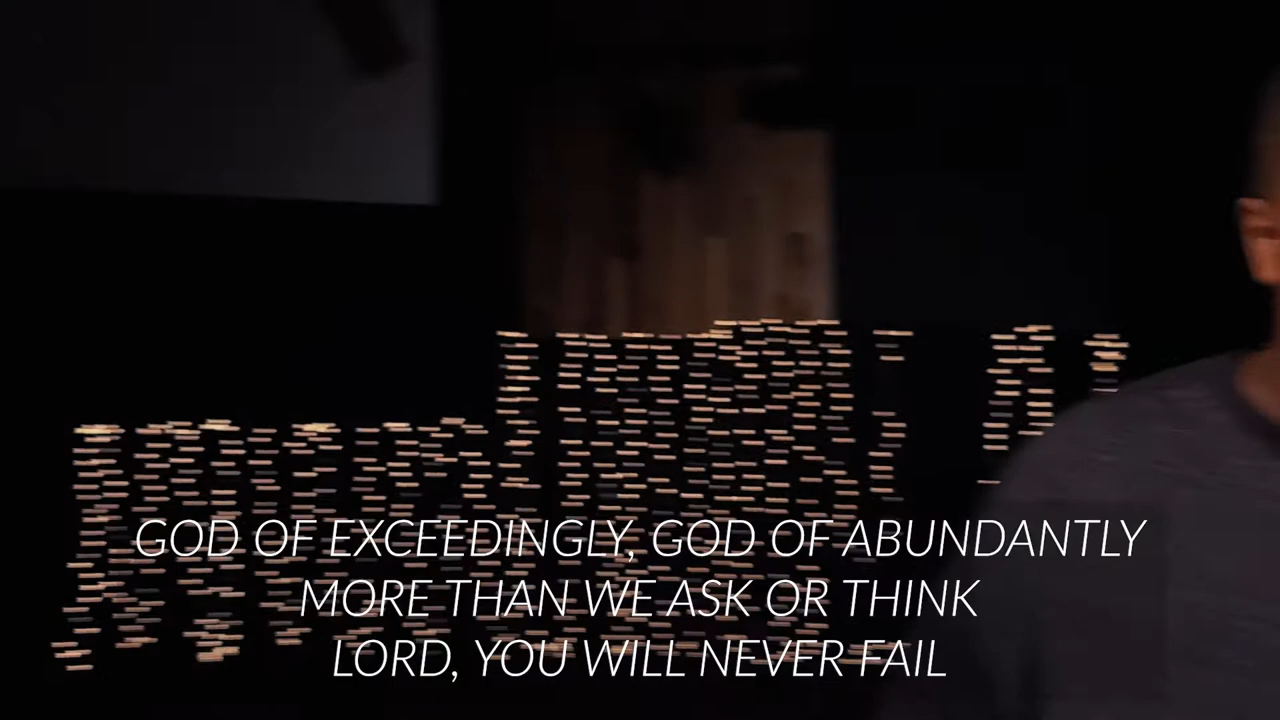 GOD OF EXCEEDINGLY, GOD OF ABUNDANTLY
MORE THAN WE ASK OR THINK
LORD, YOU WILL NEVER FAIL